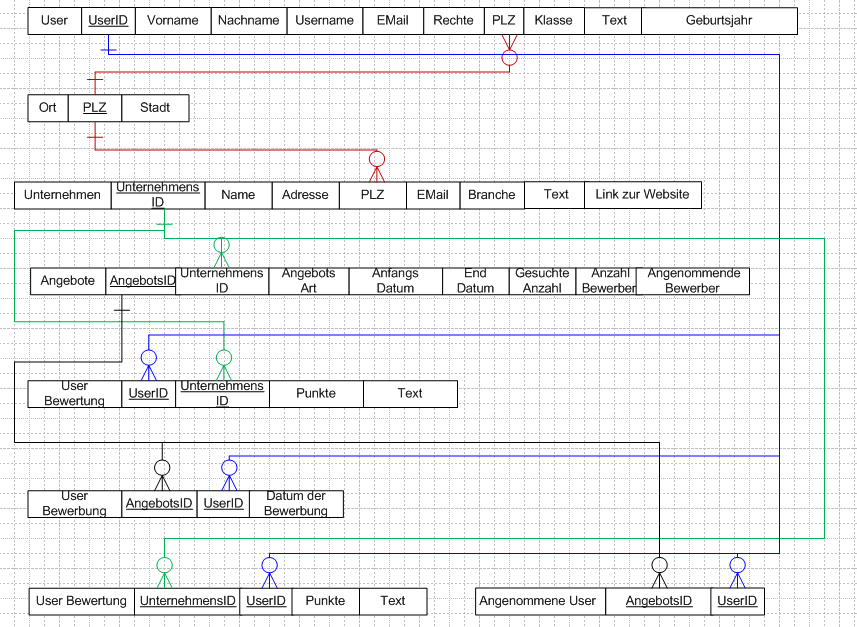 User UserID Vorname Nachname Username EMail Rechte PLZ Klasse Text Geburtsjahr
Ort PLZ Stadt
Unternehmen Unternehmens ID Name Adresse PLZ EMail Branche Text Link zur Website
Angebote AngebotsID Unternehmens ID Angebots Art Anfangs Datum End Datum Gesuchte Anzahl Anzahl Bewerber Angenommende Bewerber
User Bewertung UserID Unternehmens ID Punkte Text
User Bewerbung AngebotsID UserID Datum der Bewerbung
User Bewertung UnternehmensID UserID Punkte Text
Angenommene User AngebotsID UserID